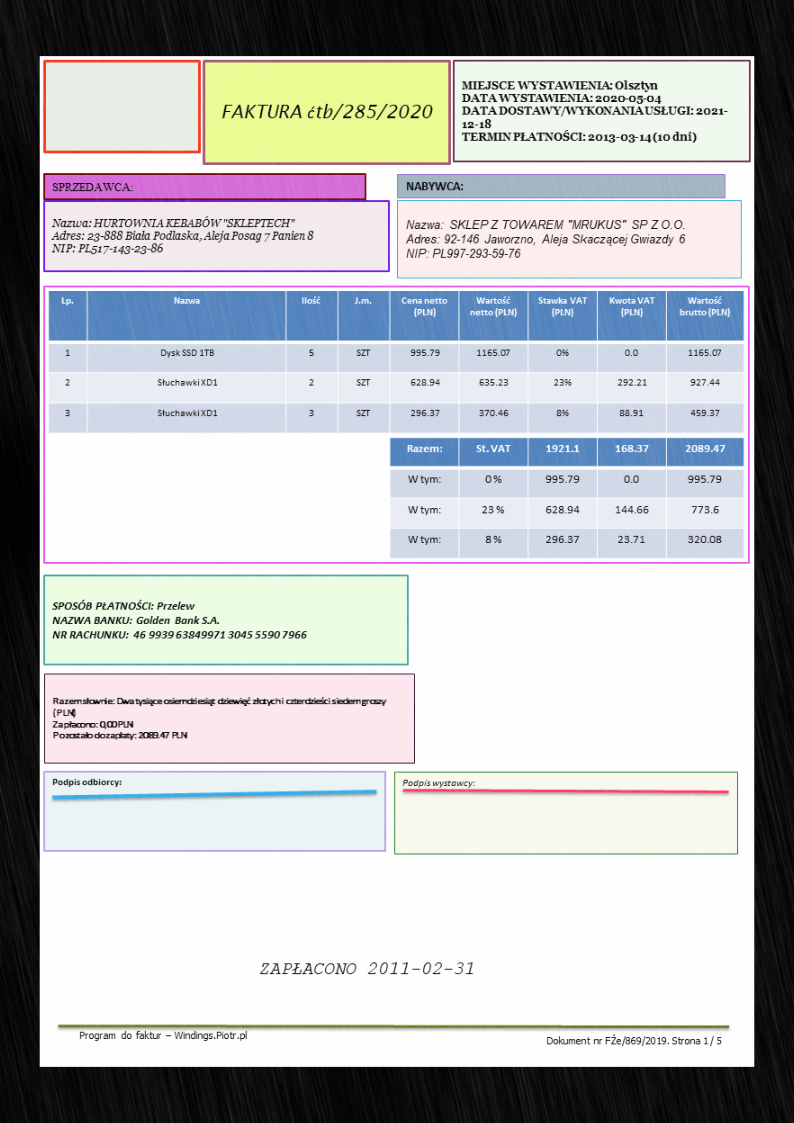 FAKTURA ćtb/285/2020
MIEJSCE WYSTAWIENIA: Olsztyn
DATA WYSTAWIENIA: 2020-05-04
DATA DOSTAWY/WYKONANIA USŁUGI: 2021-
12-18
TERMIN PŁATNOŚCI: 2013-03-14 (10 dni)
SPRZEDAWCA:
NABYWCA:
Nazwa: HURTOWNIA KEBABÓW "SKLEPTECH"
Adres: 23-888 Biała Podlaska, Aleja Posąg 7 Panien 8
NIP: PL517-143-23-86
Nazwa: SKLEP Z TOWAREM "MRUKUS" SP Z O.O.
Adres: 92-146 Jaworzno, Aleja Skaczącej Gwiazdy 6
NIP: PL997-293-59-76
Lp. Nazwa Ilość J.m. Cena netto Wartość Stawka VAT Kwota VAT Wartość
(PLN) netto (PLN) (PLN) (PLN) brutto (PLN)
1 Dysk SSD 1TB 5 SZT 995.79 1165.07 0% 0.0 1165.07
2 Słuchawki XD1 2 SZT 628.94 635.23 23% 292.21 927.44
3 Słuchawki XD1 3 SZT 296.37 370.46 8% 88.91 459.37
Razem: St. VAT 1921.1 168.37 2089.47
W tym: 0 % 995.79 0.0 995.79
W tym: 23 % 628.94 144.66 773.6
W tym: 8 % 296.37 23.71 320.08
SPOSÓB PŁATNOŚCI: Przelew
NAZWA BANKU: Golden Bank S.A.
NR RACHUNKU: 46 9939 63849971 3045 5590 7966
Razem słownie: Dwa tysiące osiemdziesiąt dziewięć złotych i czterdzieści siedem groszy
(PLN)
Zapłacono: 0,00 PLN
Pozostało do zapłaty: 2089.47 PLN
Podpis odbiorcy:
Podpis wystawcy:
ZAPŁACONO 2011-02-31
Program do faktur – Windings.Piotr.pl
Dokument nr FŹe/869/2019. Strona 1 / 5